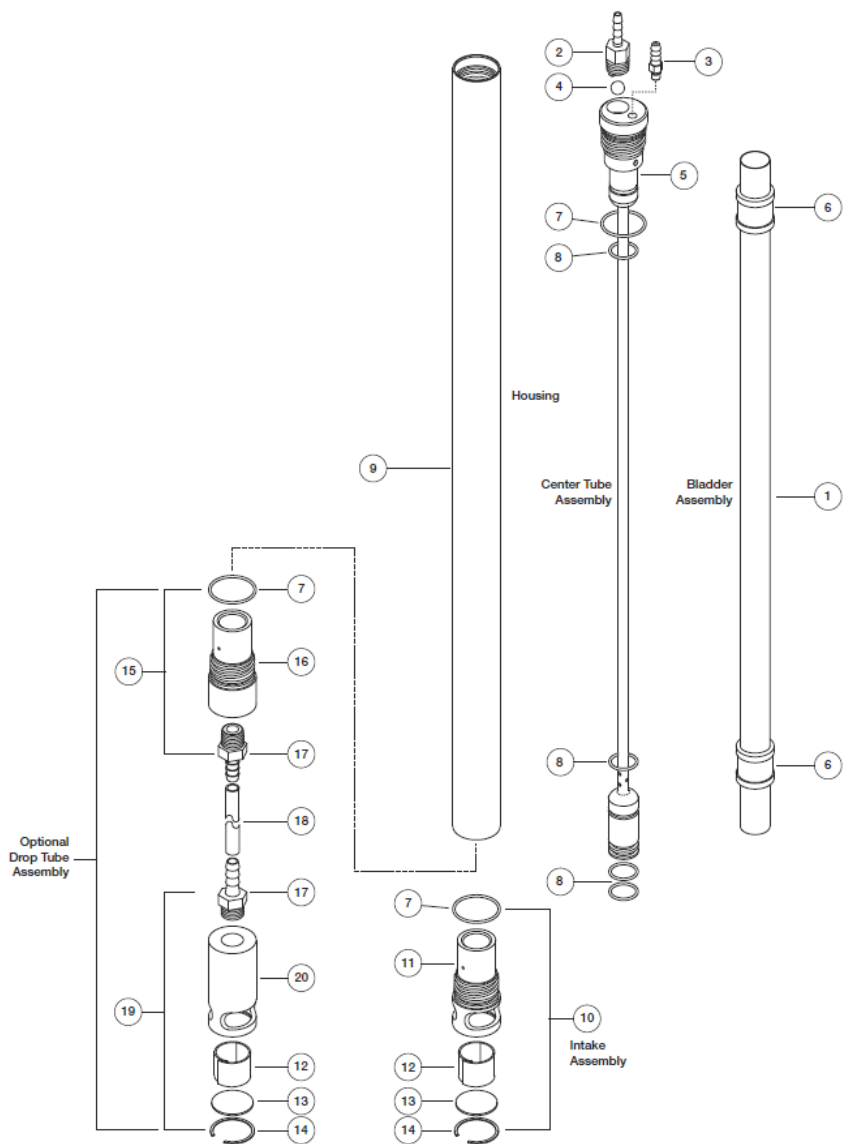 2
3
4
5
6
7
8
Housing
9
Center Tube
Assembly
Bladder
Assembly
1
7
15
16
17
8
6
Optional
Drop Tube
Assembly
18
17
8
7
11
20
19
10
Intake
Assembly
12
12
13
13
14
14